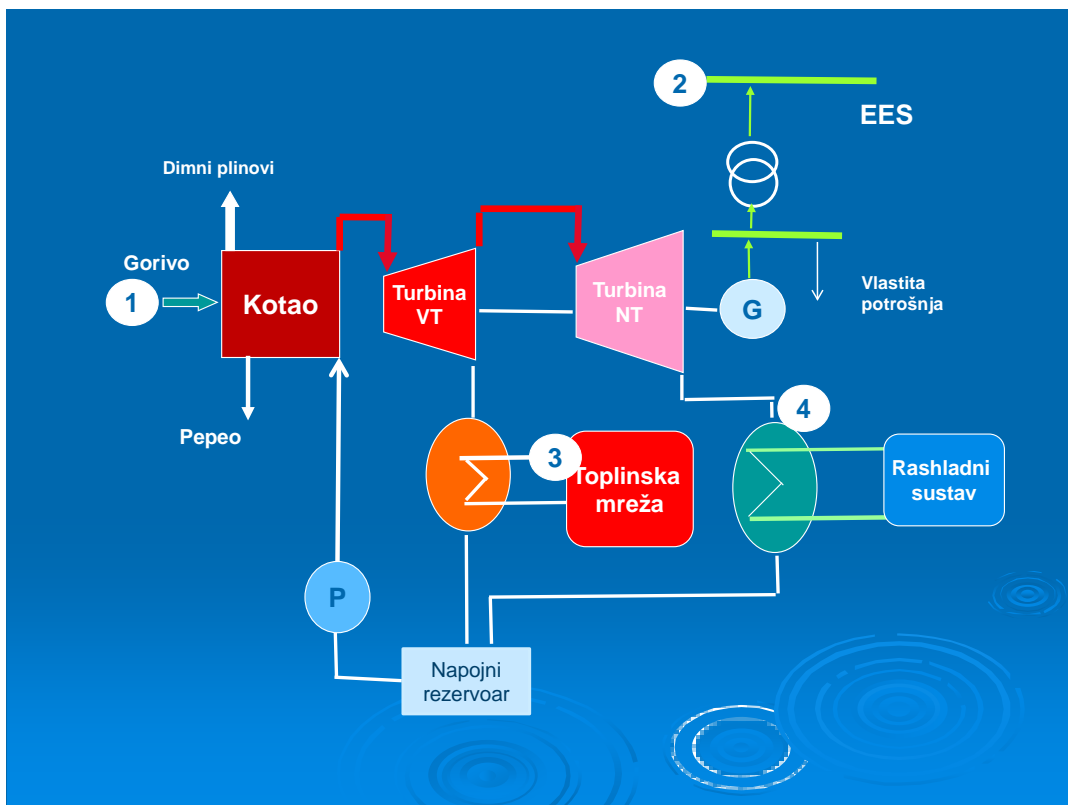 2
EES
Dimni plinovi
Gorivo
1
Kotao
Turbina
VT
Turbina
NT
G
Vlastita
potrošnja
Pepeo
3
Toplinska
mreža
4
Rashladni
sustav
P
Napojni
rezervoar